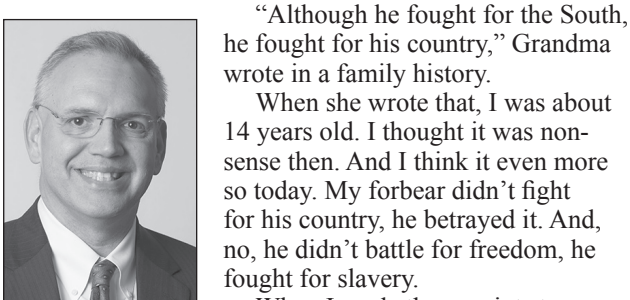 “Although he fought for the South,
he fought for his country,” Grandma
wrote in a family history.
When she wrote that, I was about
14 years old. I thought it was non-
sense then. And I think it even more
so today. My forbear didn’t fight
for his country, he betrayed it. And,
no, he didn’t battle for freedom, he
fought for slavery.